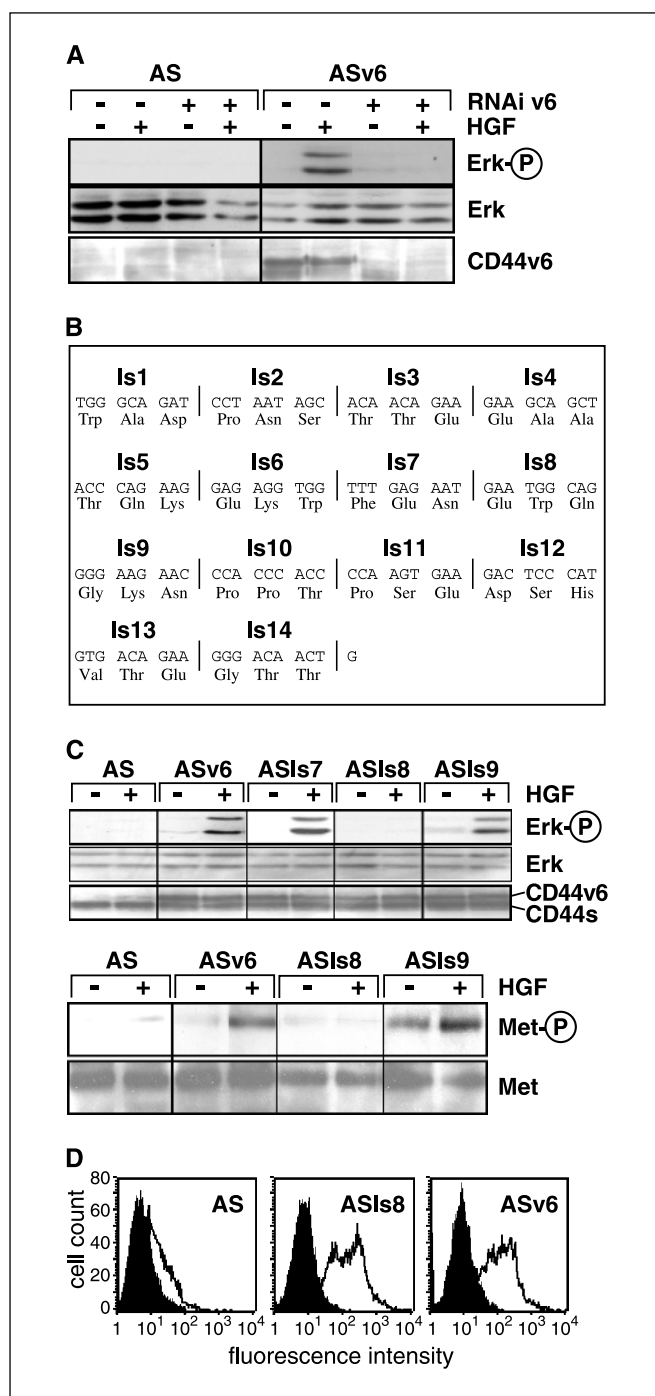 A
AS ASv6
- - + + - - + + RNAi v6
- + - + - + - + HGF
Erk-Ⓟ
Erk
CD44v6
B
Is1 Is2 Is3 Is4
TGG GCA GAT | CCT AAT AGC | ACA ACA GAA | GAA GCA GCT
Trp Ala Asp Pro Asn Ser Thr Thr Glu Glu Ala Ala
Is5 Is6 Is7 Is8
ACC CAG AAG | GAG AGG TGG | TTT GAG AAT | GAA TGG CAG
Thr Gln Lys Glu Lys Trp Phe Glu Asn Glu Trp Gln
Is9 Is10 Is11 Is12
GGG AAG AAC | CCA CCC ACC | CCA AGT GAA | GAC TCC CAT
Gly Lys Asn Pro Pro Thr Pro Ser Glu Asp Ser His
Is13 Is14
GTG ACA GAA | GGG ACA ACT | G
Val Thr Glu Gly Thr Thr
C
AS ASv6 ASIs7 ASIs8 ASIs9
- + - + - + - + - + HGF
Erk-Ⓟ
Erk
CD44v6
CD44s
AS ASv6 ASIs8 ASIs9
- + - + - + - + HGF
Met-Ⓟ
Met
D
cell count
80
60
40
20
0
AS ASIs8 ASv6
1 10¹ 10² 10³ 10⁴ 1 10¹ 10² 10³ 10⁴ 1 10¹ 10² 10³ 10⁴
fluorescence intensity